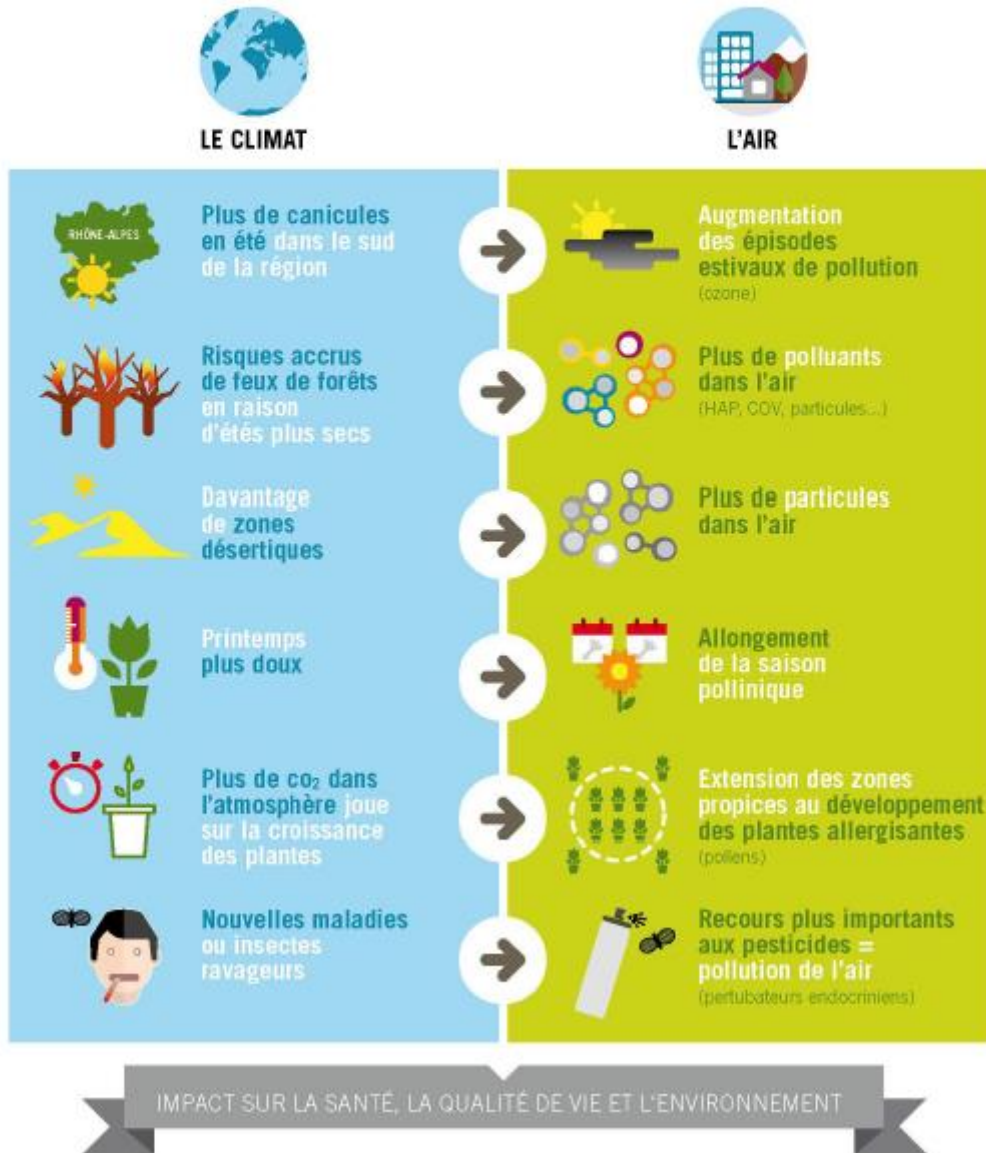 LE CLIMAT
L'AIR
RHÔNE-ALPES
Plus de canicules
en été dans le sud
de la région
Augmentation
des épisodes
estivaux de pollution
(ozone)
Risques accrus
de feux de forêts
en raison
d'étés plus secs
Plus de polluants
dans l'air
(HAP, COV, particules...)
Davantage
de zones
désertiques
Plus de particules
dans l'air
Printemps
plus doux
Allongement
de la saison
pollinique
Plus de co₂ dans
l'atmosphère joue
sur la croissance
des plantes
Extension des zones
propices au développement
des plantes allergisantes
(pollens)
Nouvelles maladies
ou insectes
ravageurs
Recours plus importants
aux pesticides =
pollution de l'air
(pertubateurs endocriniens)
IMPACT SUR LA SANTÉ, LA QUALITÉ DE VIE ET L'ENVIRONNEMENT